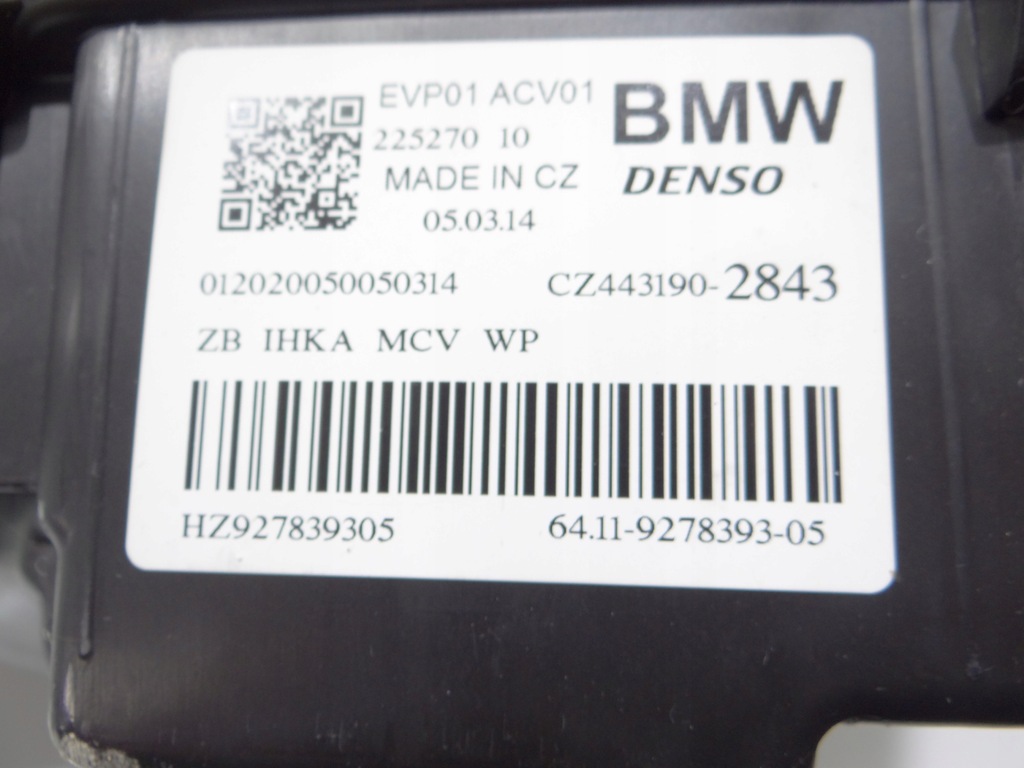 EVP01 ACV01
BMW
225270 10
DENSO
MADE IN CZ
05.03.14
012020050050314 CZ443190-2843
ZB IHKA MCV WP
HZ927839305 64.11-9278393-05